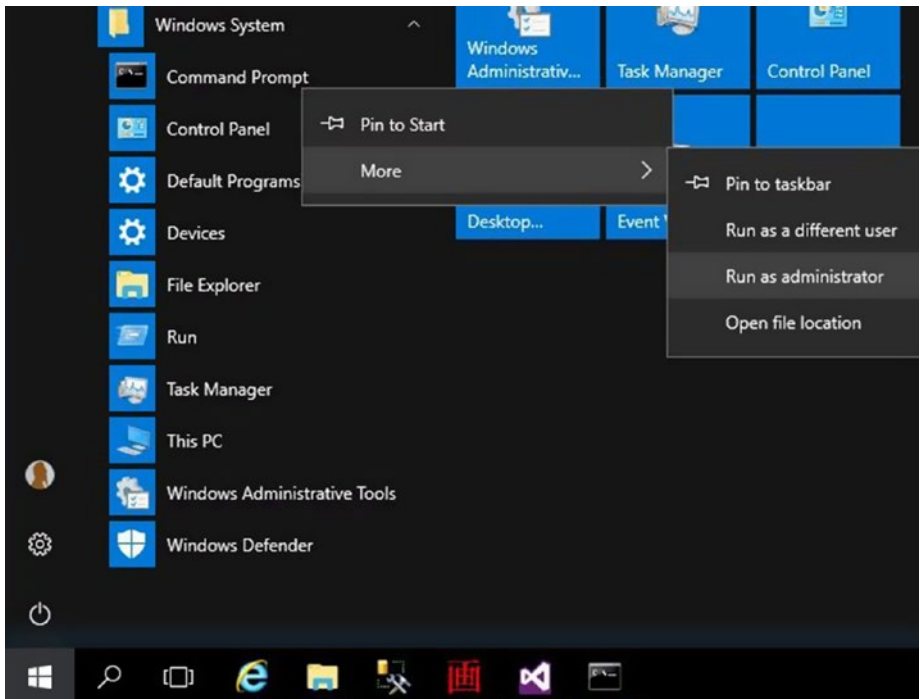 Windows System
Command Prompt
Control Panel
Default Programs
Devices
File Explorer
Run
Task Manager
This PC
Windows Administrative Tools
Windows Defender
Windows
Administrativ...
Task Manager
Control Panel
Desktop...
Event
Pin to Start
More
Pin to taskbar
Run as a different user
Run as administrator
Open file location
画